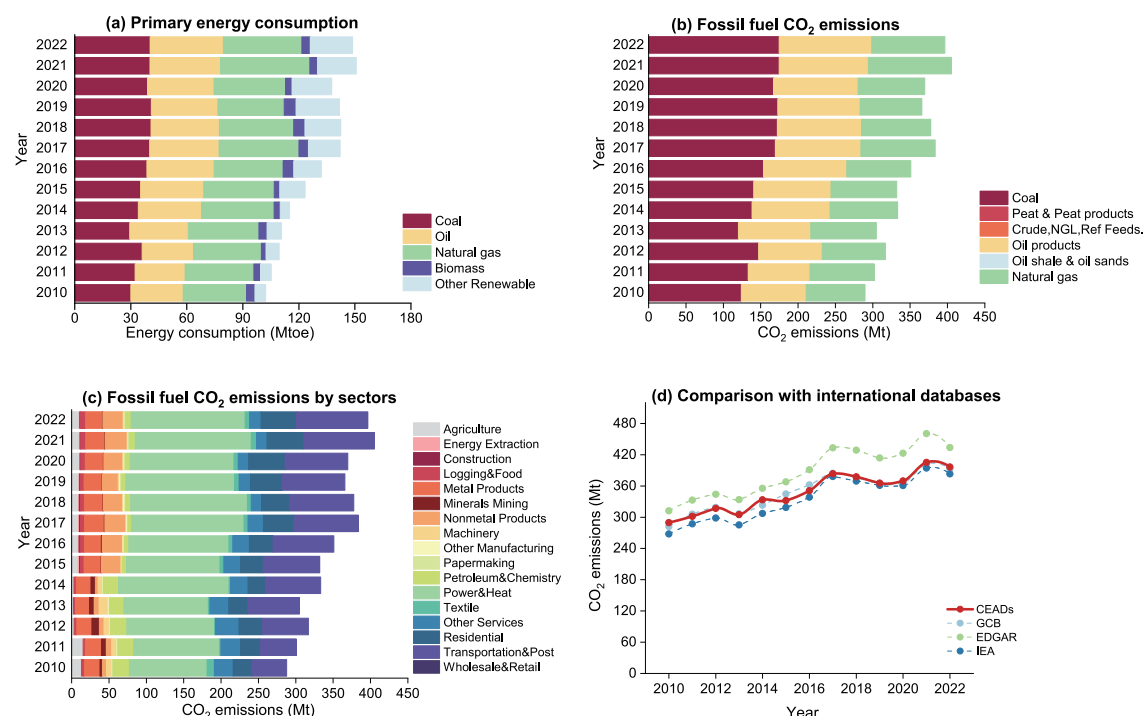 (a) Primary energy consumption
Year
2022
2021
2020
2019
2018
2017
2016
2015
2014
2013
2012
2011
2010
0 30 60 90 120 150 180
Energy consumption (Mtoe)
Coal
Oil
Natural gas
Biomass
Other Renewable
(b) Fossil fuel CO₂ emissions
Year
2022
2021
2020
2019
2018
2017
2016
2015
2014
2013
2012
2011
2010
0 50 100 150 200 250 300 350 400 450
CO₂ emissions (Mt)
Coal
Peat & Peat products
Crude,NGL,Ref Feeds.
Oil products
Oil shale & oil sands
Natural gas
(c) Fossil fuel CO₂ emissions by sectors
Year
2022
2021
2020
2019
2018
2017
2016
2015
2014
2013
2012
2011
2010
0 50 100 150 200 250 300 350 400 450
CO₂ emissions (Mt)
Agriculture
Energy Extraction
Construction
Logging&Food
Metal Products
Minerals Mining
Nonmetal Products
Machinery
Other Manufacturing
Papermaking
Petroleum&Chemistry
Power&Heat
Textile
Other Services
Residential
Transportation&Post
Wholesale&Retail
(d) Comparison with international databases
CO₂ emissions (Mt)
480
420
360
300
240
180
120
60
0
2010 2012 2014 2016 2018 2020 2022
Year
CEADs
GCB
EDGAR
IEA